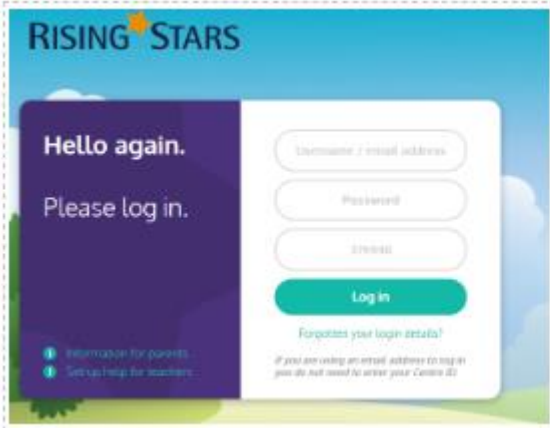 RISING STARS
Hello again.
Please log in.
Username / email address
Password
Log in
Forgotten your login details?
If you are using an email address to log in
you do not need to enter your Centre ID.
Information for parents
Set up help for teachers